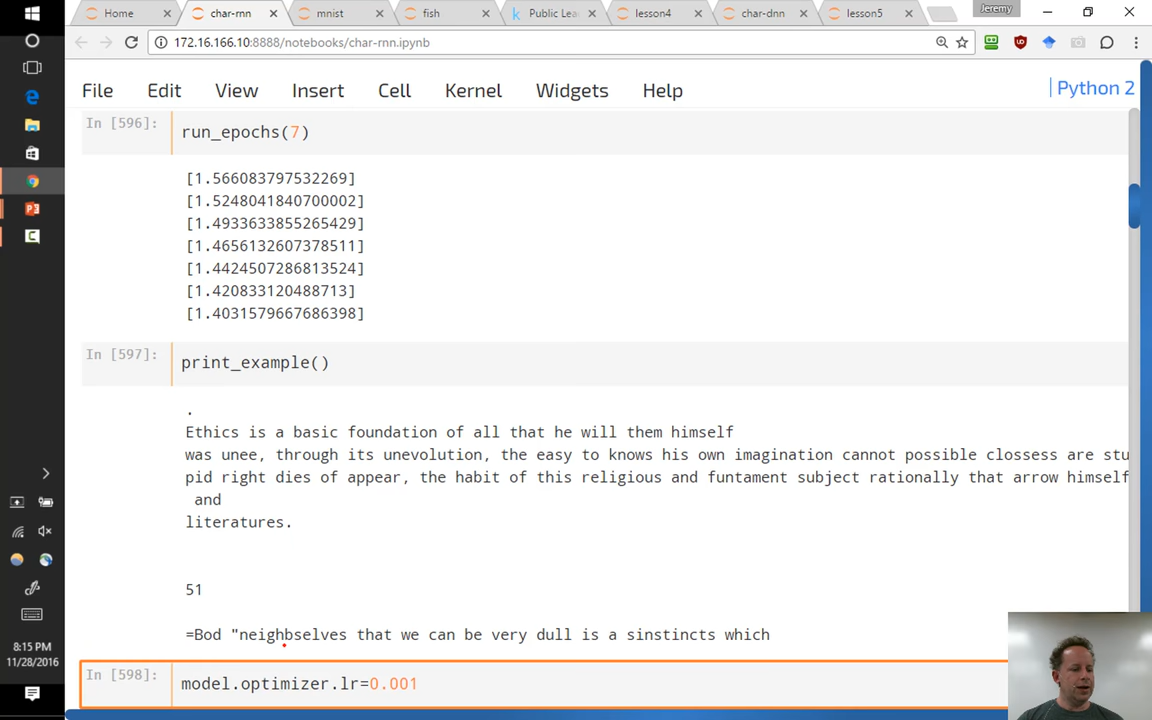 Home
char-rnn
mnist
fish
Public Lea
lesson4
char-dnn
lesson5
Jeremy
172.16.166.10:8888/notebooks/char-rnn.ipynb
File Edit View Insert Cell Kernel Widgets Help
Python 2
In [596]:
run_epochs(7)
[1.566083797532269]
[1.5248041840700002]
[1.4933633855265429]
[1.4656132607378511]
[1.4424507286813524]
[1.420833120488713]
[1.4031579667686398]
In [597]:
print_example()
.
Ethics is a basic foundation of all that he will them himself
was unee, through its unevolution, the easy to knows his own imagination cannot possible clossess are stu
pid right dies of appear, the habit of this religious and funtament subject rationally that arrow himself
and
literatures.
51
=Bod "neighbselves that we can be very dull is a sinstincts which
In [598]:
model.optimizer.lr=0.001
8:15 PM
11/28/2016